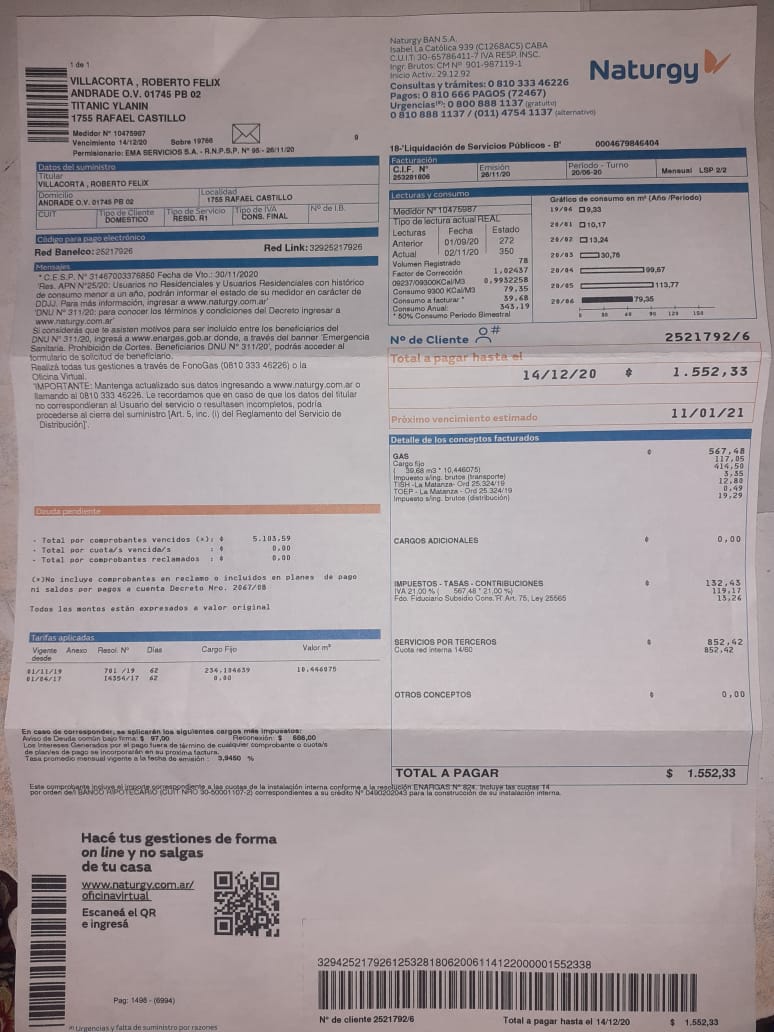 1 de 1
VILLACORTA , ROBERTO FELIX
ANDRADE O.V. 01745 PB 02
TITANIC YLANIN
1755 RAFAEL CASTILLO
Medidor Nº 10475987
Vencimiento 14/12/20 Sobre 19766
Permisionario: EMA SERVICIOS S.A. - R.N.P.S.P. Nº 95 - 26/11/20
9
Naturgy BAN S.A.
Isabel La Católica 939 (C1268ACS) CABA
C.U.I.T: 30-65786411-7 IVA RESP. INSC.
Ingr. Brutos: CM Nº 901-987119-1
Inicio Activ.: 29.12.92
Consultas y trámites: 0 810 333 46226
Pagos: 0 810 666 PAGOS (72467)
Urgencias(*): 0 800 888 1137 (gratuito)
0 810 888 1137 / (011) 4754 1137 (alternativo)
Naturgy
18-'Liquidación de Servicios Públicos - B' 0004679846404
Datos del suministro
Titular
VILLACORTA , ROBERTO FELIX
Domicilio Localidad
ANDRADE O.V. 01745 PB 02 1755 RAFAEL CASTILLO
CUIT Tipo de Cliente Tipo de Servicio Tipo de IVA Nº de I.B.
DOMESTICO RESID. R1 CONS. FINAL
Código para pago electrónico
Red Banelco: 25217926 Red Link: 32925217926
Mensajes
'* C.E.S.P. Nº 31467003376850 Fecha de Vto.: 30/11/2020
'Res. APN N°25/20: Usuarios no Residenciales y Usuarios Residenciales con histórico
de consumo menor a un año, podrán informar el estado de su medidor en carácter de
DDJJ. Para más información, ingresar a www.naturgy.com.ar'
'DNU Nº 311/20: para conocer los términos y condiciones del Decreto ingresar a
www.naturgy.com.ar'
Si considerás que te asisten motivos para ser incluido entre los beneficiarios del
DNU N° 311/20, ingresá a www.enargas.gob.ar donde, a través del banner 'Emergencia
Sanitaria. Prohibición de Cortes. Beneficiarios DNU Nº 311/20', podrás acceder al
formulario de solicitud de beneficiario.
Realizá todas tus gestiones a través de FonoGas (0810 333 46226) o la
Oficina Virtual.
'IMPORTANTE: Mantenga actualizado sus datos ingresando a www.naturgy.com.ar o
llamando al 0810 333 46226. Le recordamos que en caso de que los datos del titular
no correspondieran al Usuario del servicio o resultasen incompletos, podría
procederse al cierre del suministro [Art. 5, inc. (i) del Reglamento del Servicio de
Distribución]'.
Deuda pendiente
- Total por comprobantes vencidos (*): $ 5.103,59
- Total por cuota/s vencida/s : $ 0,00
- Total por comprobantes reclamados : $ 0,00
(*)No incluye comprobantes en reclamo o incluidos en planes de pago
ni saldos por pagos a cuenta Decreto Nro. 2067/08
Todos los montos están expresados a valor original
Tarifas aplicadas
Vigente desde Anexo Resol. Nº Días Cargo Fijo Valor m³
01/11/19 701 /19 62 234,104639 10.446075
01/04/17 14354/17 62 0.00
En caso de corresponder, se aplicarán los siguientes cargos más impuestos:
Aviso de Deuda común bajo firma: $ 97,00 Reconexión: $ 666,00
Los Intereses Generados por el pago fuera de término de cualquier comprobante o cuota/s
de plan/es de pago se incorporarán en su próxima factura.
Tasa promedio mensual vigente a la fecha de emisión : 3,9450 %
Facturación
C.I.F. Nº Emisión Período - Turno
253281806 26/11/20 20/06-20 Mensual LSP 2/2
Lecturas y consumo
Medidor Nº 10475987
Tipo de lectura actual REAL
Lecturas Fecha Estado
Anterior 01/09/20 272
Actual 02/11/20 350
Volumen Registrado 78
Factor de Corrección 1,02437
09237/09300KCal/M3 0,9932258
Consumo 9300 KCal/M3 79,35
Consumo a facturar * 39,68
Consumo Anual: 343,19
* 50% Consumo Período Bimestral
Gráfico de consumo en m³ (Año /Periodo)
19/06 9,33
20/01 10,17
20/02 13,24
20/03 30,76
20/04 99,67
20/05 113,77
20/06 79,35
0 30 60 90 120 150
Nº de Cliente 2521792/6
Total a pagar hasta el
14/12/20 $ 1.552,33
Próximo vencimiento estimado 11/01/21
Detalle de los conceptos facturados
GAS $ 567,48
Cargo fijo 117,05
( 39,68 m3 * 10,446075) 414,50
Impuesto s/ing. brutos (transporte) 3,35
TISH -La Matanza- Ord 25.324/19 12,80
TOEP - La Matanza - Ord 25.324/19 0,49
Impuesto s/ing. brutos (distribución) 19,29
CARGOS ADICIONALES $ 0,00
IMPUESTOS - TASAS - CONTRIBUCIONES $ 132,43
IVA 21,00 % ( 567,48 * 21,00 %) 119,17
Fdo. Fiduciario Subsidio Cons. R Art. 75, Ley 25565 13,26
SERVICIOS POR TERCEROS $ 852,42
Cuota red interna 14/60 852,42
OTROS CONCEPTOS $ 0,00
TOTAL A PAGAR $ 1.552,33
Este comprobante incluye el importe correspondiente a las cuotas de la instalación interna conforme a la resolución ENARGAS Nº 824. Incluye las cuotas 14
por orden del BANCO HIPOTECARIO (CUIT NRO 30-50001107-2) correspondientes a su crédito Nº 0490202043 para la construcción de su instalación interna.
Hacé tus gestiones de forma
on line y no salgas
de tu casa
www.naturgy.com.ar/
oficinavirtual
Escaneá el QR
e ingresá
Pag: 1498 - (6994)
32942521792612532818062006114122000001552338
Nº de cliente 2521792/6 Total a pagar hasta el 14/12/20 $ 1.552,33
(*) Urgencias y falta de suministro por razones